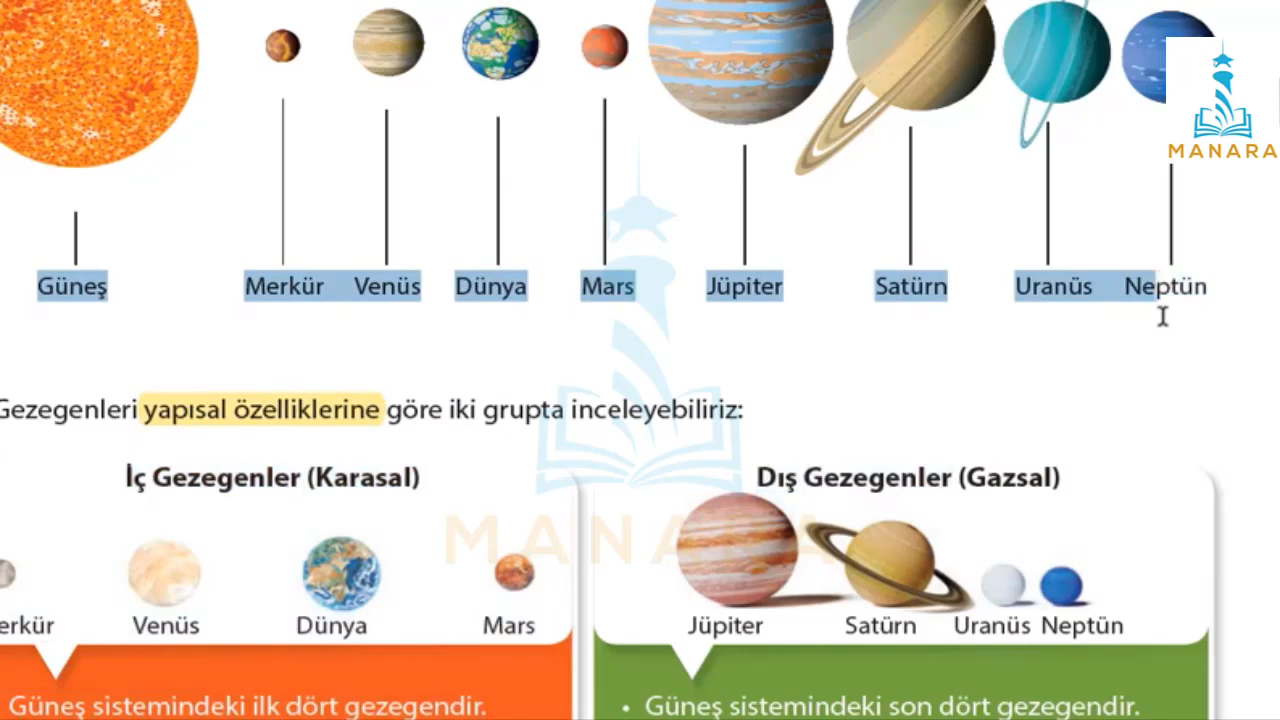 MANARA
Güneş Merkür Venüs Dünya Mars Jüpiter Satürn Uranüs Neptün
Gezegenleri yapısal özelliklerine göre iki grupta inceleyebiliriz:
İç Gezegenler (Karasal)
erkür Venüs Dünya Mars
Güneş sistemindeki ilk dört gezegendir.
Dış Gezegenler (Gazsal)
Jüpiter Satürn Uranüs Neptün
• Güneş sistemindeki son dört gezegendir.
MANARA